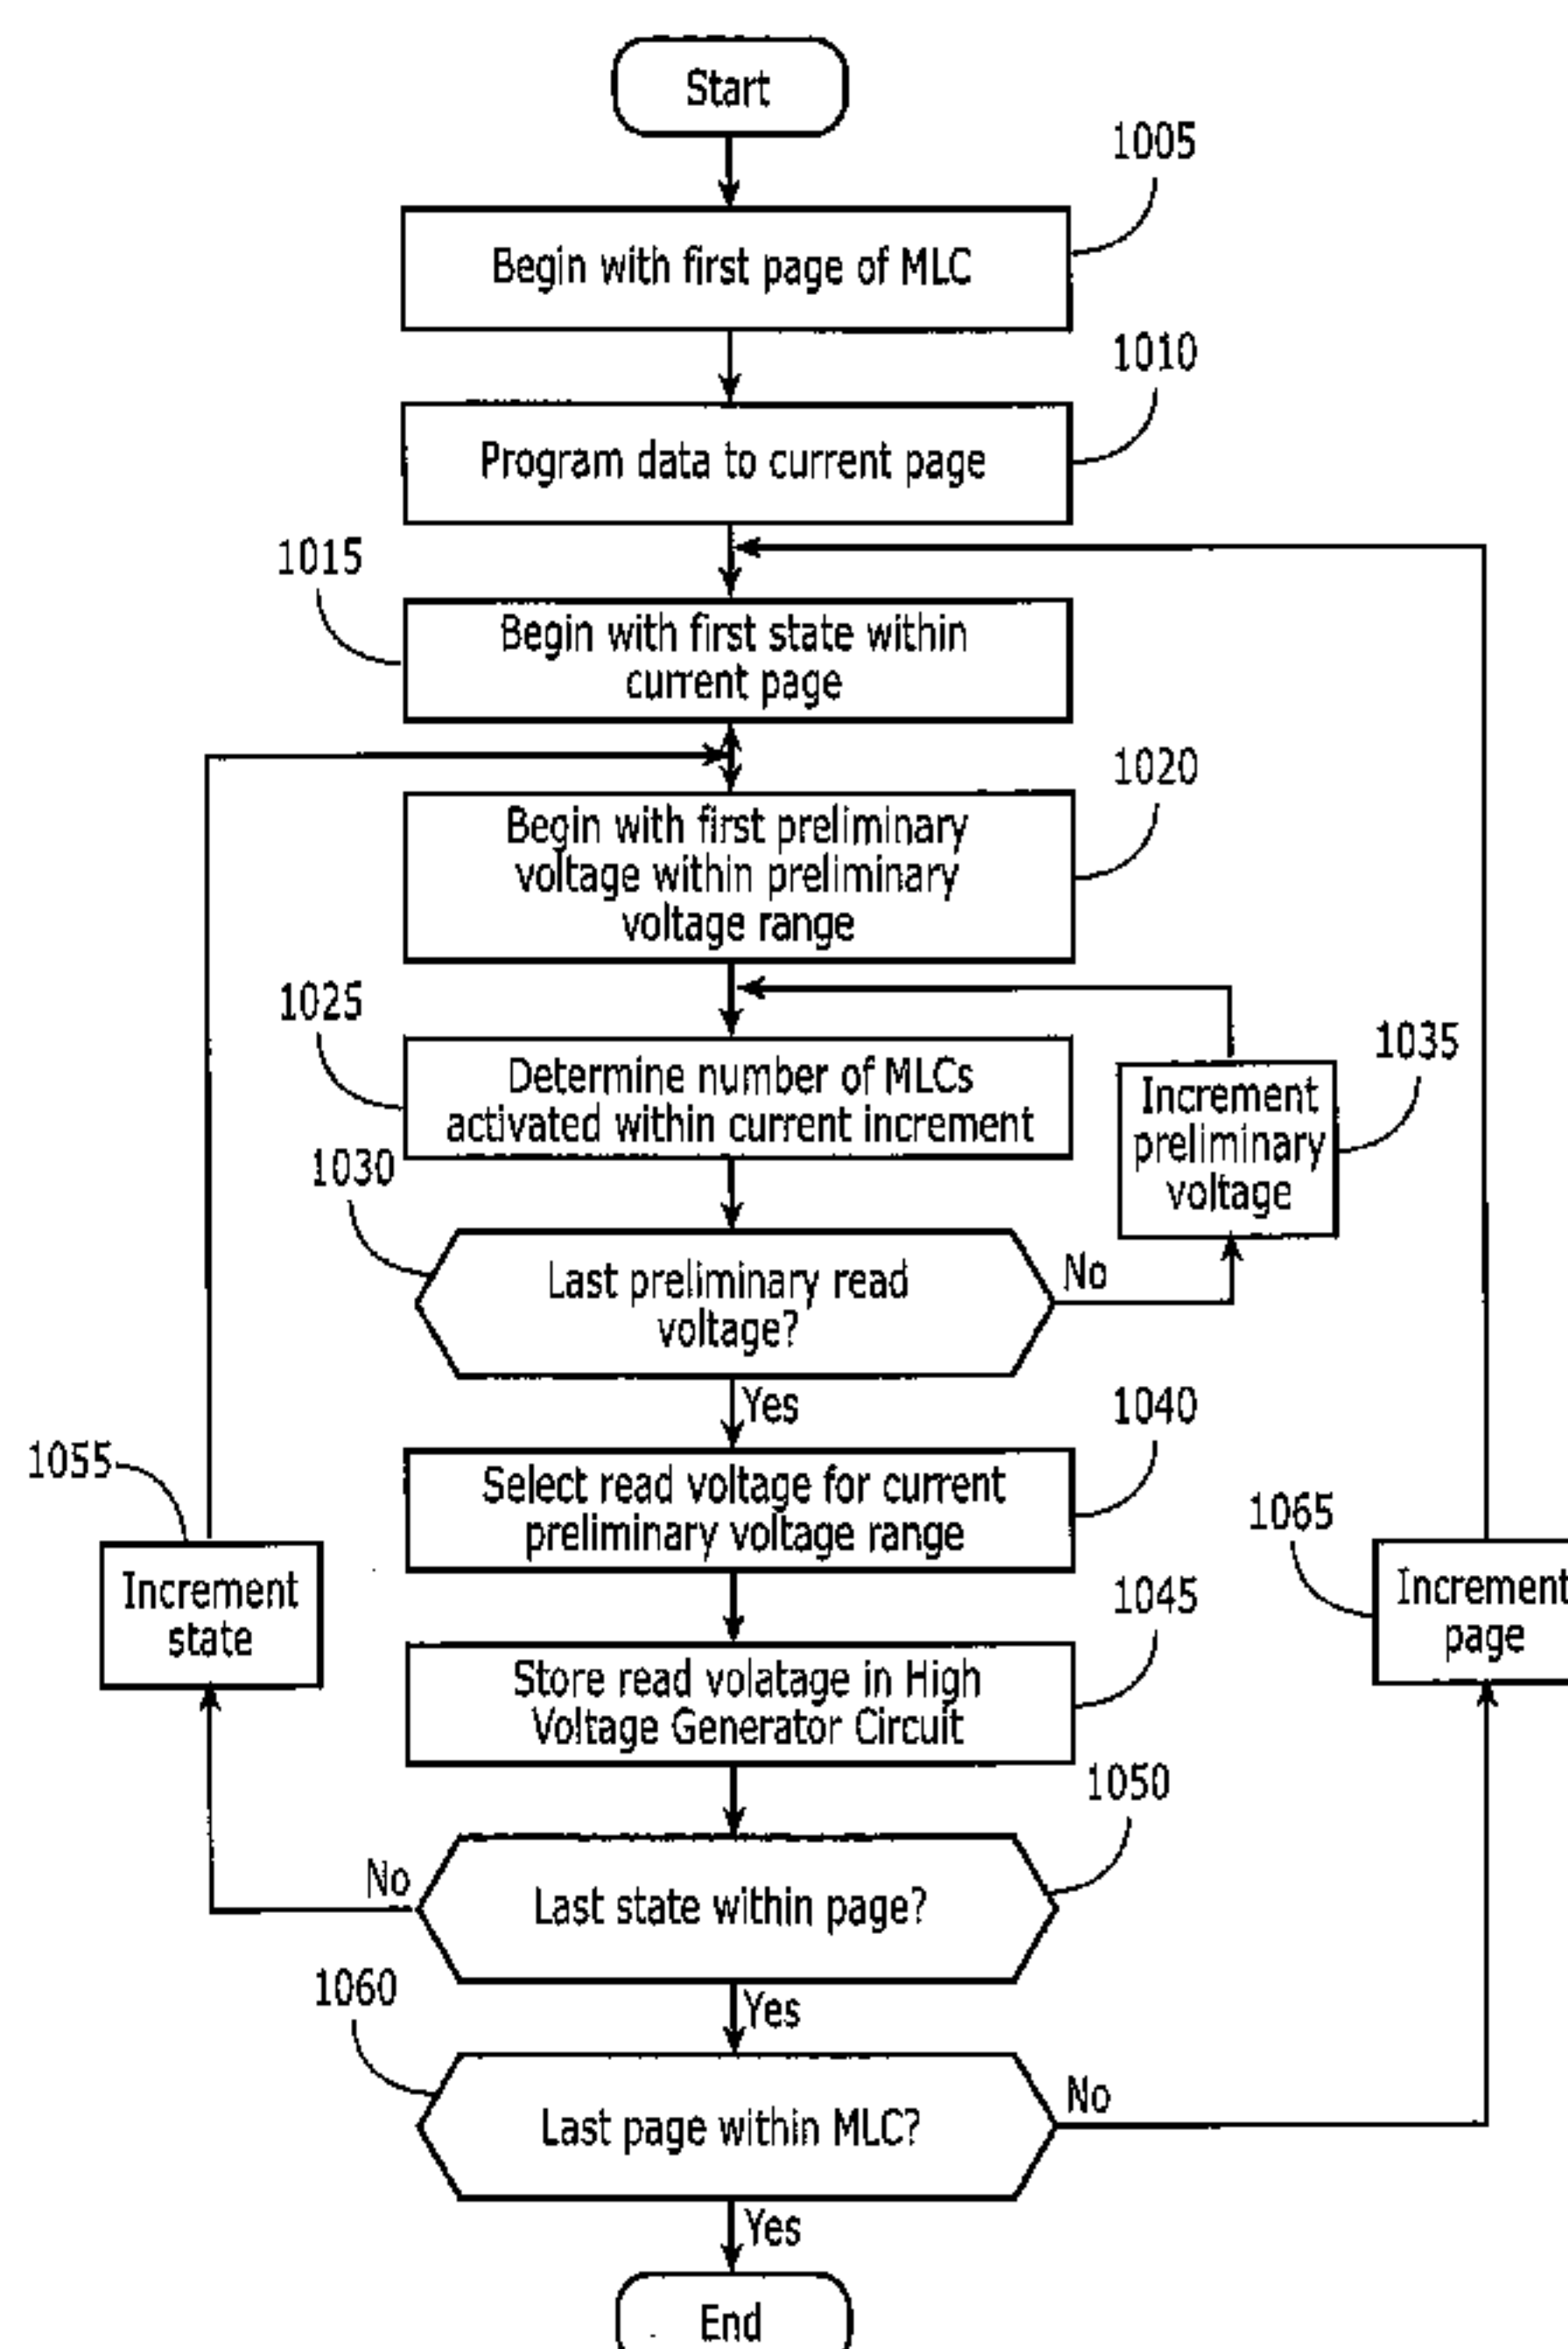 Start
1005
Begin with first page of MLC
1010
Program data to current page
1015
Begin with first state within
current page
1020
Begin with first preliminary
voltage within preliminary
voltage range
1025
Determine number of MLCs
activated within current increment
1035
Increment
preliminary
voltage
1030
Last preliminary read
voltage?
No
Yes
1040
Select read voltage for current
preliminary voltage range
1055
Increment
state
1065
Increment
page
1045
Store read volatage in High
Voltage Generator Circuit
1050
Last state within page?
No
Yes
1060
Last page within MLC?
No
Yes
End